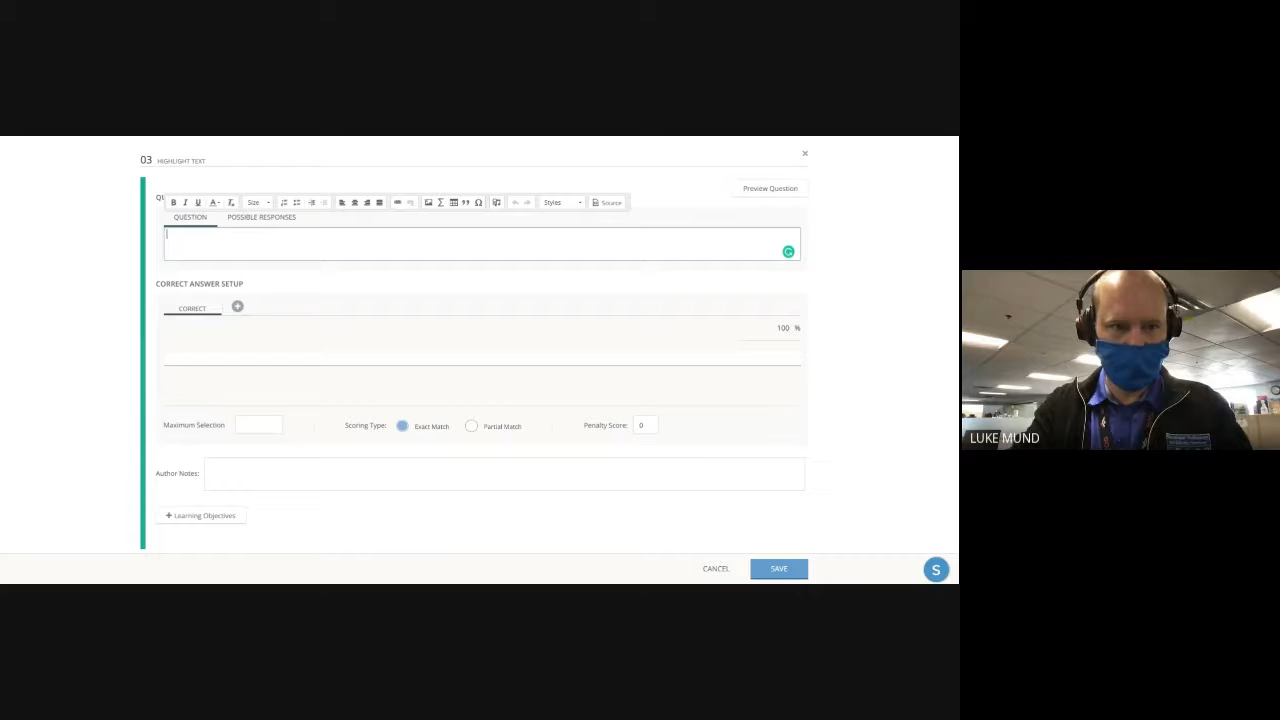 03 HIGHLIGHT TEXT
×
Preview Question
QU
B I U A Size Σ Ω Styles Source
QUESTION POSSIBLE RESPONSES
CORRECT ANSWER SETUP
CORRECT
100 %
Maximum Selection
Scoring Type: Exact Match Partial Match
Penalty Score: 0
Author Notes:
+ Learning Objectives
CANCEL SAVE
S
LUKE MUND